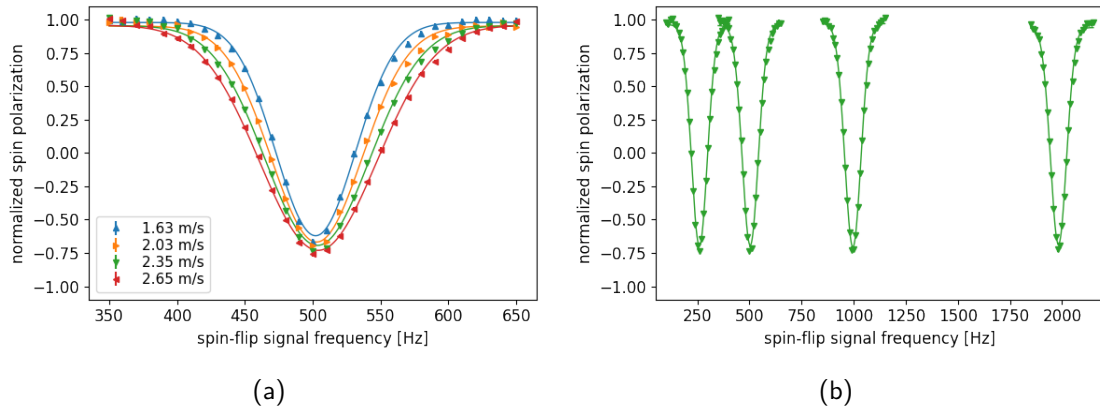 1.00
0.75
0.50
0.25
0.00
−0.25
−0.50
−0.75
−1.00
normalized spin polarization
1.63 m/s
2.03 m/s
2.35 m/s
2.65 m/s
350 400 450 500 550 600 650
spin-flip signal frequency [Hz]
(a)
1.00
0.75
0.50
0.25
0.00
−0.25
−0.50
−0.75
−1.00
normalized spin polarization
250 500 750 1000 1250 1500 1750 2000
spin-flip signal frequency [Hz]
(b)